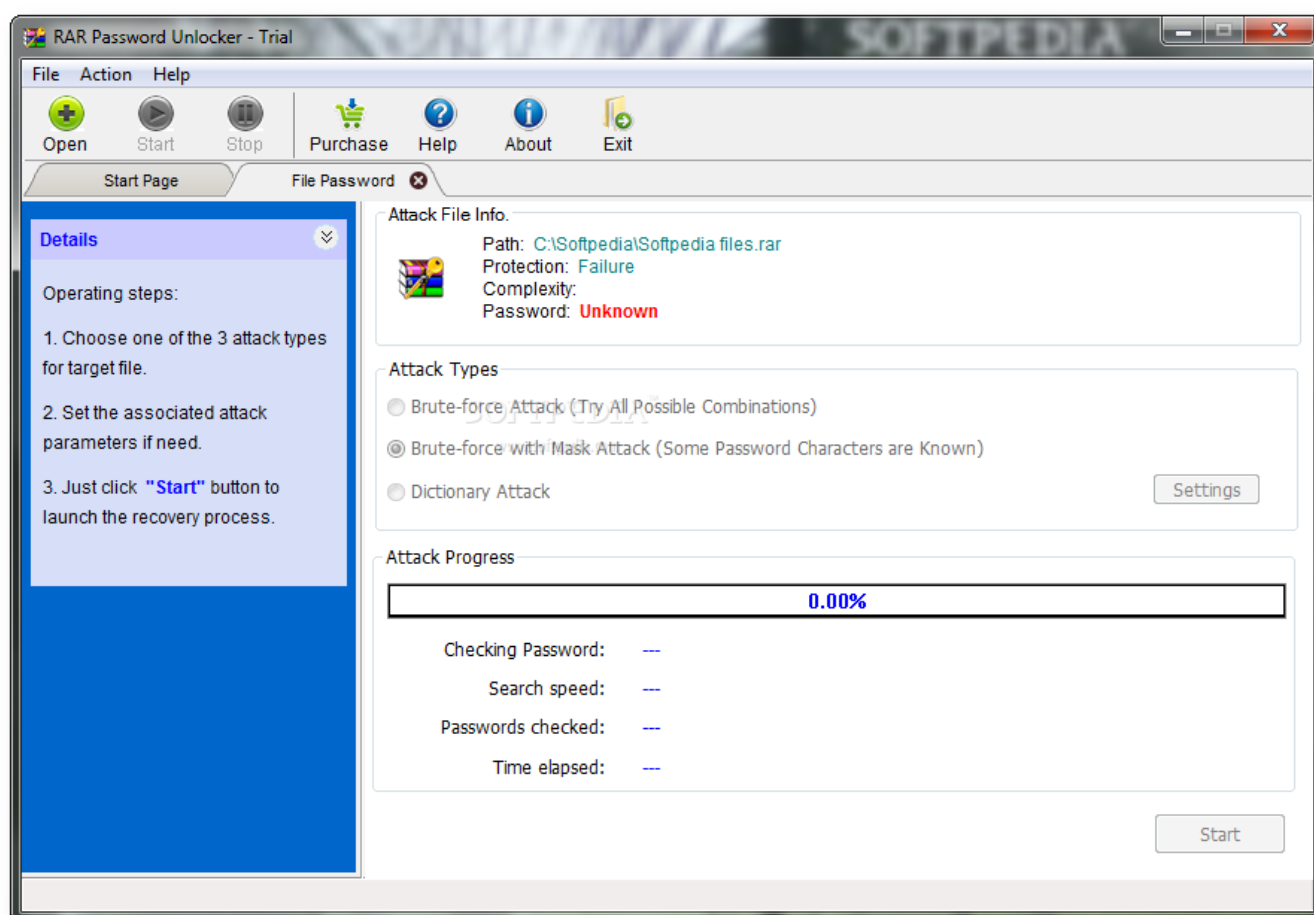 RAR Password Unlocker - Trial
SOFTPEDIA
File Action Help
Open Start Stop Purchase Help About Exit
Start Page File Password
Details
Operating steps:
1. Choose one of the 3 attack types
for target file.
2. Set the associated attack
parameters if need.
3. Just click "Start" button to
launch the recovery process.
Attack File Info.
Path: C:\Softpedia\Softpedia files.rar
Protection: Failure
Complexity:
Password: Unknown
Attack Types
Brute-force Attack (Try All Possible Combinations)
SOFTPEDIA
Brute-force with Mask Attack (Some Password Characters are Known)
Dictionary Attack
Settings
Attack Progress
0.00%
Checking Password: ---
Search speed: ---
Passwords checked: ---
Time elapsed: ---
Start